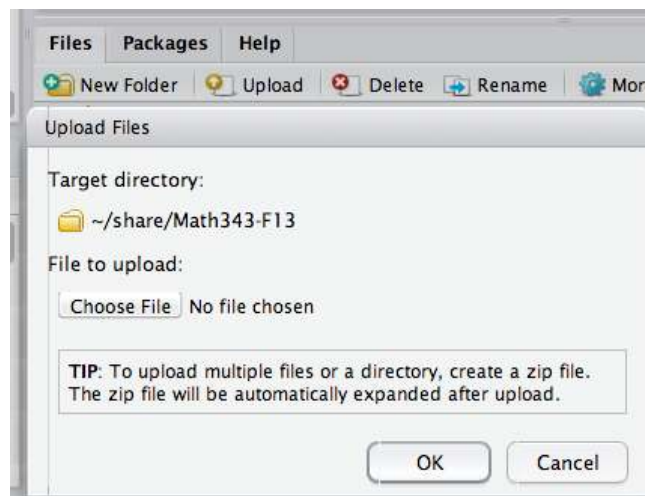 Files Packages Help
New Folder Upload Delete Rename Mor
Upload Files
Target directory:
~/share/Math343-F13
File to upload:
Choose File No file chosen
TIP: To upload multiple files or a directory, create a zip file.
The zip file will be automatically expanded after upload.
OK Cancel